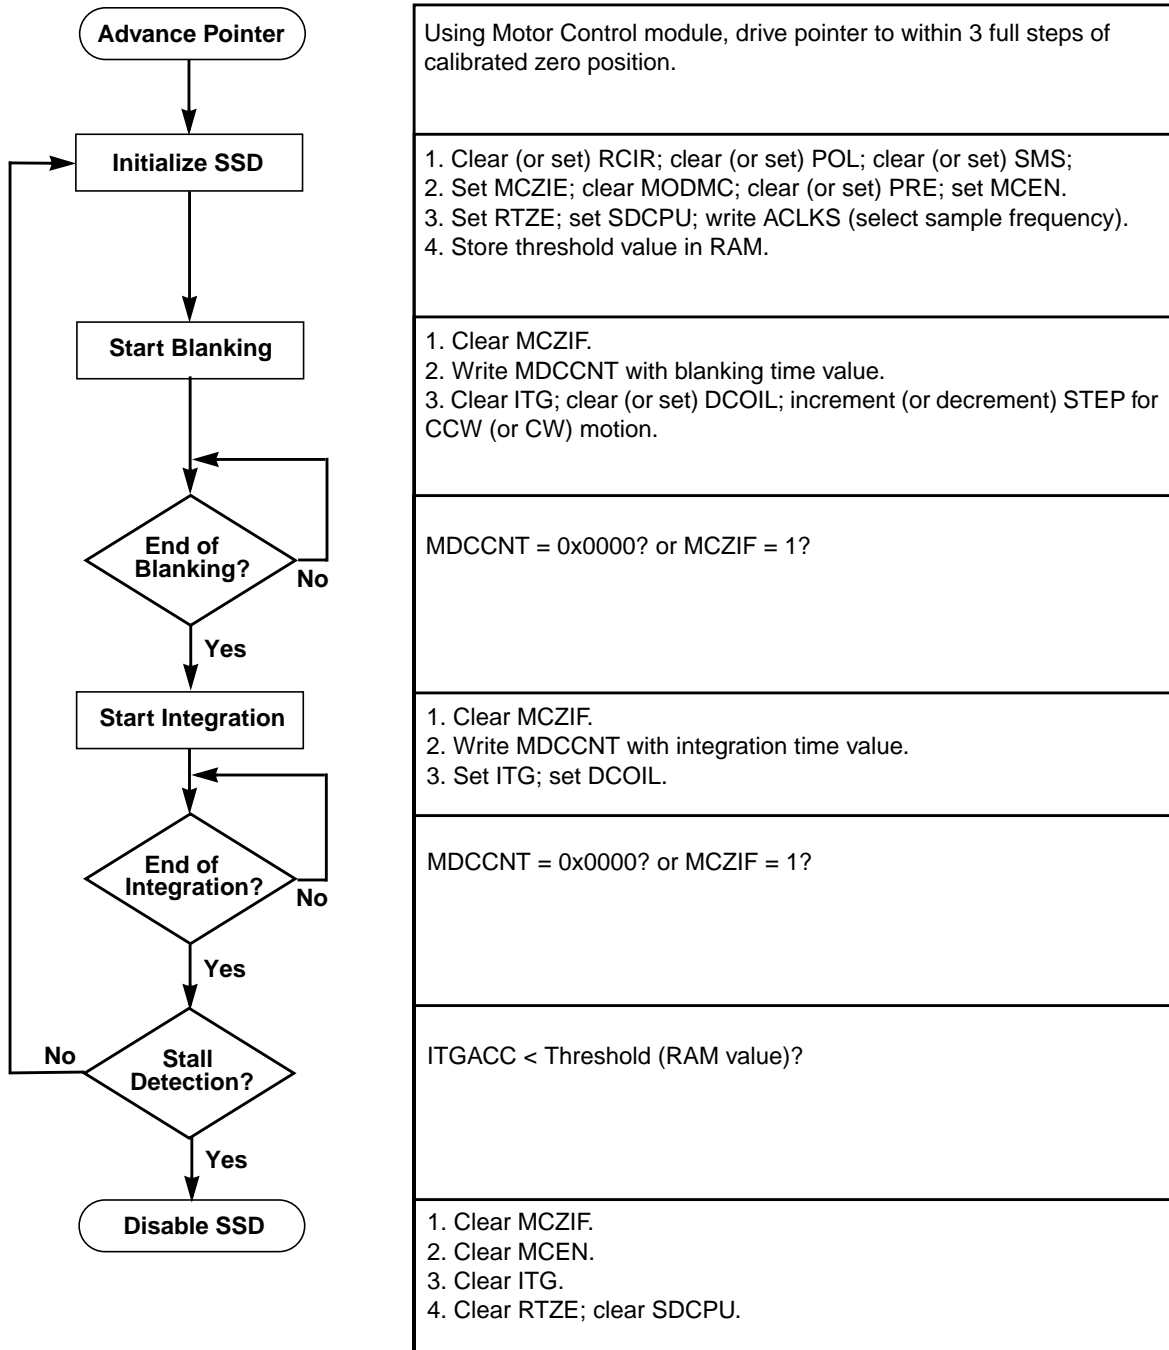 Advance Pointer
Using Motor Control module, drive pointer to within 3 full steps of
calibrated zero position.
Initialize SSD
1. Clear (or set) RCIR; clear (or set) POL; clear (or set) SMS;
2. Set MCZIE; clear MODMC; clear (or set) PRE; set MCEN.
3. Set RTZE; set SDCPU; write ACLKS (select sample frequency).
4. Store threshold value in RAM.
Start Blanking
1. Clear MCZIF.
2. Write MDCCNT with blanking time value.
3. Clear ITG; clear (or set) DCOIL; increment (or decrement) STEP for
CCW (or CW) motion.
End of
Blanking?
No
Yes
MDCCNT = 0x0000? or MCZIF = 1?
Start Integration
1. Clear MCZIF.
2. Write MDCCNT with integration time value.
3. Set ITG; set DCOIL.
End of
Integration?
No
Yes
MDCCNT = 0x0000? or MCZIF = 1?
No
Stall
Detection?
Yes
ITGACC < Threshold (RAM value)?
Disable SSD
1. Clear MCZIF.
2. Clear MCEN.
3. Clear ITG.
4. Clear RTZE; clear SDCPU.